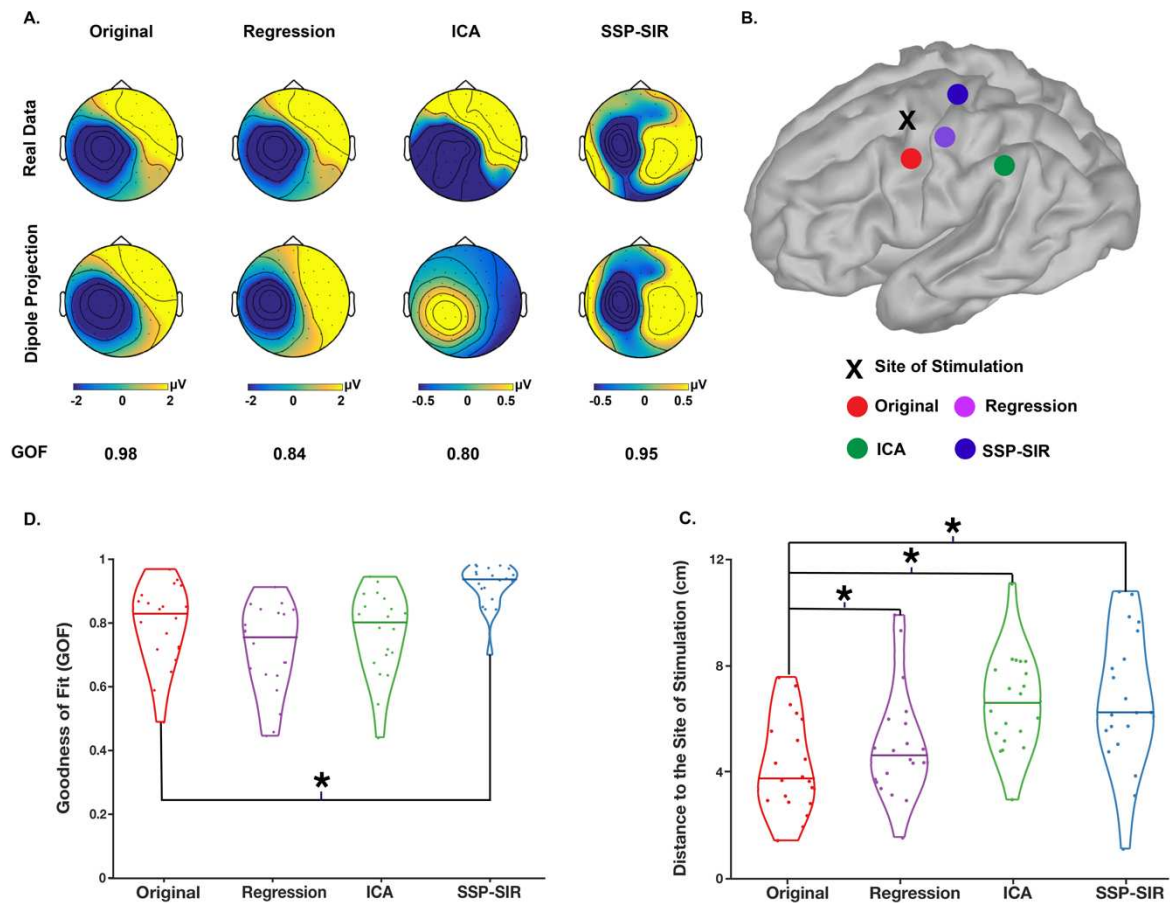 A.
Original Regression ICA SSP-SIR
Real Data
Dipole Projection
µV µV µV µV
-2 0 2 -2 0 2 -0.5 0 0.5 -0.5 0 0.5
GOF 0.98 0.84 0.80 0.95
B.
X
X Site of Stimulation
Original Regression
ICA SSP-SIR
D.
Goodness of Fit (GOF)
1
0.8
0.6
0.4
0.2
0
*
Original Regression ICA SSP-SIR
C.
Distance to the Site of Stimulation (cm)
12
8
4
0
*
*
*
Original Regression ICA SSP-SIR